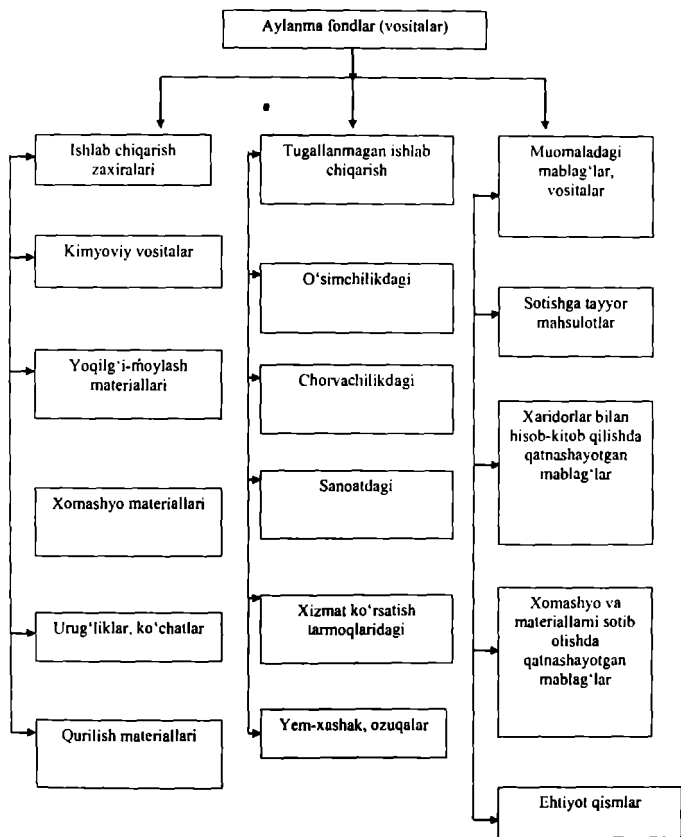 Aylanma fondlar (vositalar)
Ishlab chiqarish
zaxiralari
Kimyoviy vositalar
Yoqilg‘i-moylash
materiallari
Xomashyo materiallari
Urug‘liklar, ko‘chatlar
Qurilish materiallari
Tugallanmagan ishlab
chiqarish
O‘simchilikdagi
Chorvachilikdagi
Sanoatdagi
Xizmat ko‘rsatish
tarmoqlaridagi
Yem-xashak, ozuqalar
Muomaladagi
mablag‘lar,
vositalar
Sotishga tayyor
mahsulotlar
Xaridorlar bilan
hisob-kitob qilishda
qatnashayotgan
mablag‘lar
Xomashyo va
materiallami sotib
olishda
qatnashayotgan
mablag‘lar
Ehtiyot qismlar